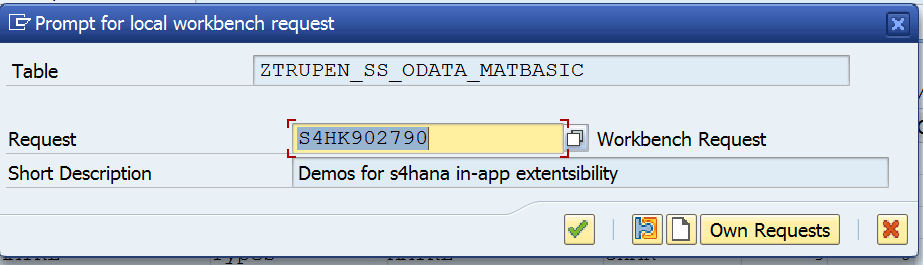 Prompt for local workbench request
Table ZTRUPEN_SS_ODATA_MATBASIC
Request S4HK902790 Workbench Request
Short Description Demos for s4hana in-app extentsibility
Own Requests